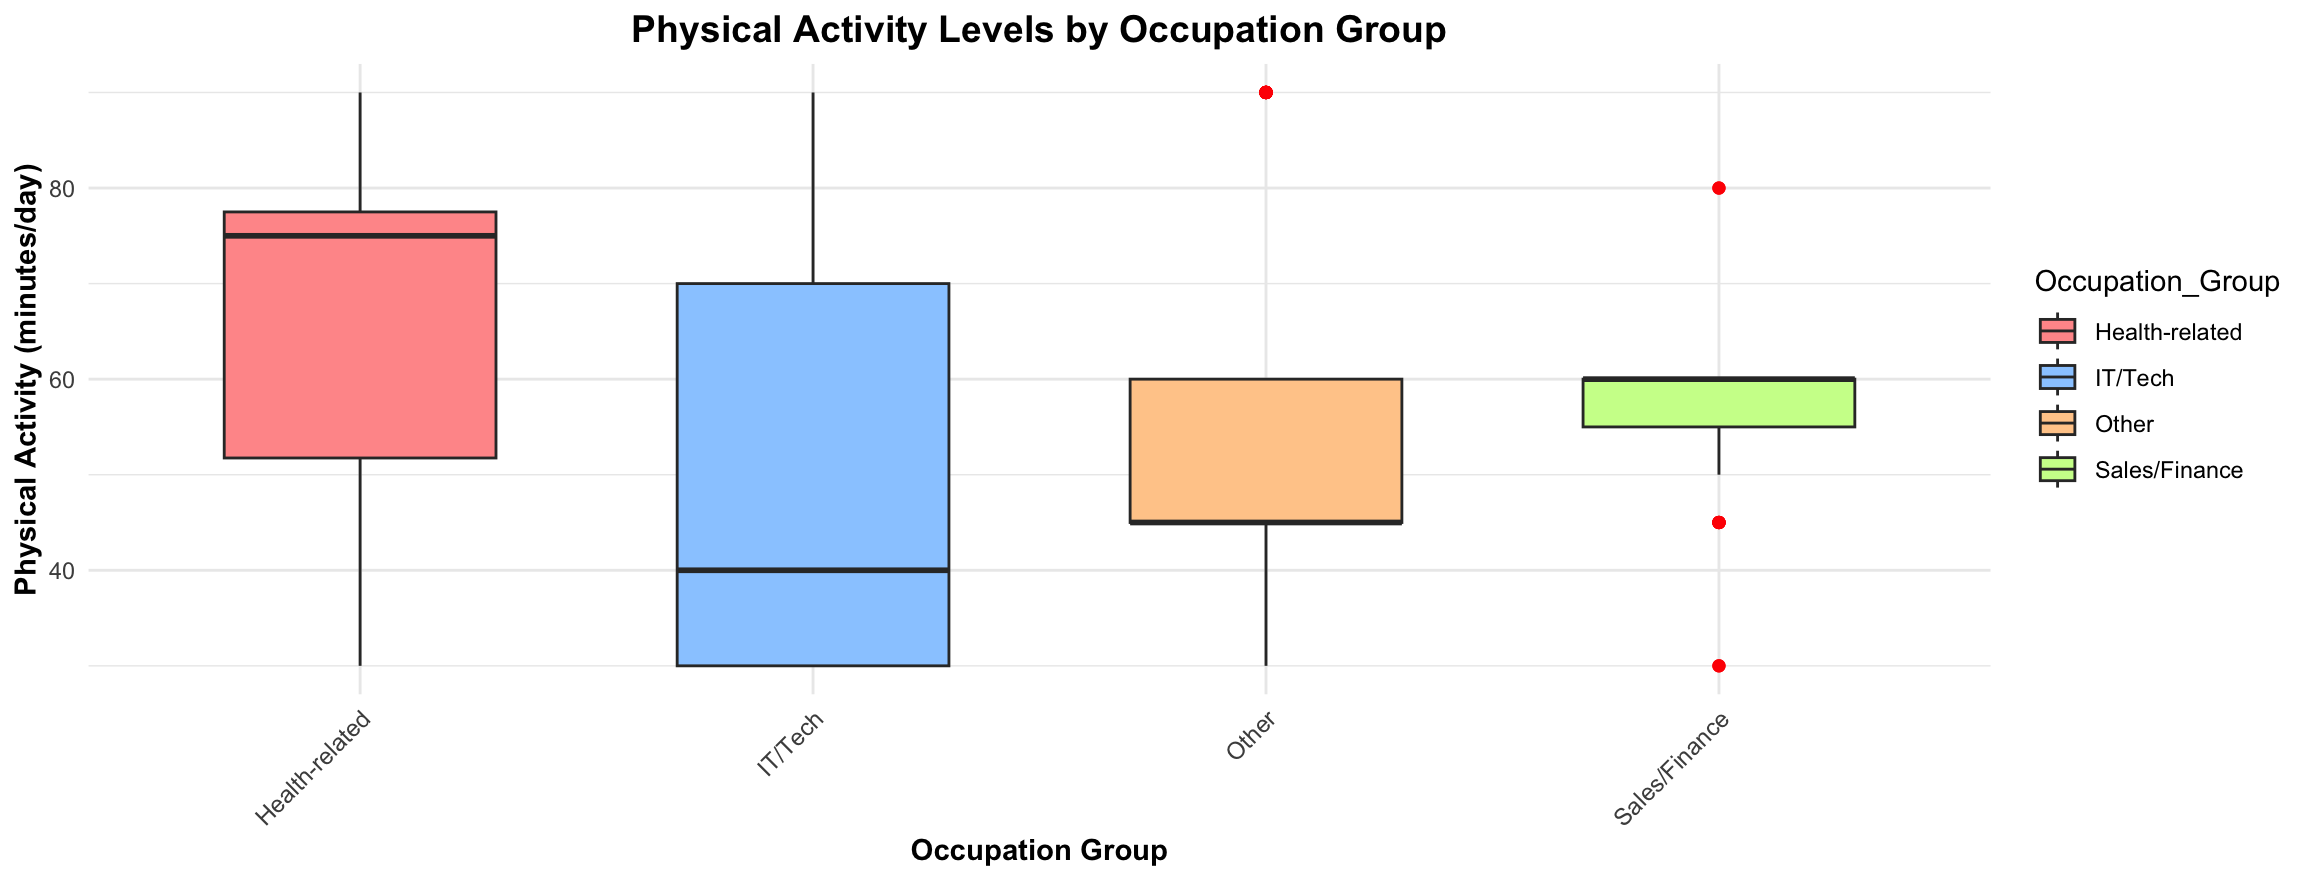 Physical Activity Levels by Occupation Group
Physical Activity (minutes/day)
80
60
40
Health-related
IT/Tech
Other
Sales/Finance
Occupation Group
Occupation_Group
Health-related
IT/Tech
Other
Sales/Finance